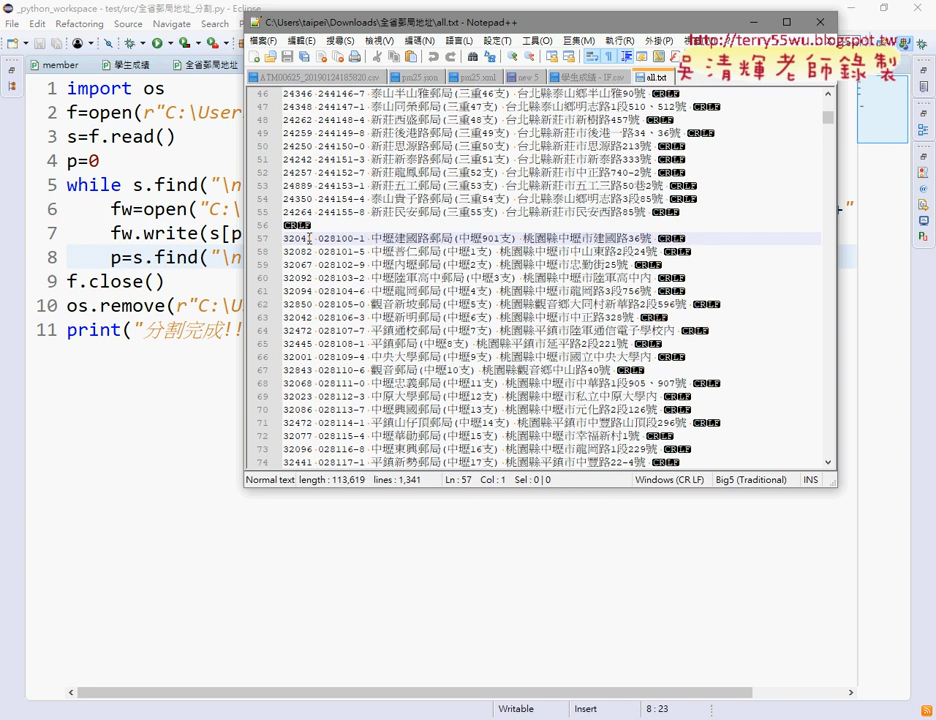 _python_workspace - test/src/全省郵局地址_分割.py - Eclipse
File Edit Refactoring Source Navigate Search
member 學生成績 全省郵局地址
1 import os
2 f=open(r"C:\User
3 s=f.read()
4 p=0
5 while s.find("\n
6 fw=open("C:\
7 fw.write(s[p
8 p=s.find("\n
9 f.close()
10 os.remove(r"C:\U
11 print("分割完成!!
C:\Users\taipei\Downloads\全省郵局地址\all.txt - Notepad++
http://terry55wu.blogspot.tw
吳清輝老師錄製
檔案(F) 編輯(E) 搜尋(S) 檢視(V) 編碼(N) 語言(L) 設定(T) 工具(O) 巨集(M) 執行(R) 外掛(P)
ATM00625_20190124185820.csv pm25.json pm25.xml new 5 學生成績 - IF.csv all.txt
46 24346 244146-7 泰山半山雅郵局(三重46支) 台北縣泰山鄉半山雅90號 CRLF
47 24348 244147-1 泰山同榮郵局(三重47支) 台北縣泰山鄉明志路1段510、512號 CRLF
48 24262 244148-4 新莊西盛郵局(三重48支) 台北縣新莊市新樹路457號 CRLF
49 24259 244149-8 新莊後港路郵局(三重49支) 台北縣新莊市後港一路34、36號 CRLF
50 24250 244150-0 新莊思源路郵局(三重50支) 台北縣新莊市思源路213號 CRLF
51 24242 244151-3 新莊新泰路郵局(三重51支) 台北縣新莊市新泰路333號 CRLF
52 24257 244152-7 新莊龍鳳郵局(三重52支) 台北縣新莊市中正路740-2號 CRLF
53 24889 244153-1 新莊五工郵局(三重53支) 台北縣新莊市五工三路50巷2號 CRLF
54 24350 244154-4 泰山貴子路郵局(三重54支) 台北縣泰山鄉明志路3段85號 CRLF
55 24264 244155-8 新莊民安郵局(三重55支) 台北縣新莊市民安西路85號 CRLF
56 CRLF
57 32041 028100-1 中壢建國路郵局(中壢901支) 桃園縣中壢市建國路36號 CRLF
58 32082 028101-5 中壢普仁郵局(中壢1支) 桃園縣中壢市中山東路2段24號 CRLF
59 32067 028102-9 中壢內壢郵局(中壢2支) 桃園縣中壢市忠勤街25號 CRLF
60 32092 028103-2 中壢陸軍高中郵局(中壢3支) 桃園縣中壢市陸軍高中內 CRLF
61 32094 028104-6 中壢龍岡郵局(中壢4支) 桃園縣中壢市龍岡路3段756號 CRLF
62 32850 028105-0 觀音新坡郵局(中壢5支) 桃園縣觀音鄉大同村新華路2段596號 CRLF
63 32042 028106-3 中壢新明郵局(中壢6支) 桃園縣中壢市中正路328號 CRLF
64 32472 028107-7 平鎮通校郵局(中壢7支) 桃園縣平鎮市陸軍通信電子學校內 CRLF
65 32445 028108-1 平鎮郵局(中壢8支) 桃園縣平鎮市延平路2段221號 CRLF
66 32001 028109-4 中央大學郵局(中壢9支) 桃園縣中壢市國立中央大學內 CRLF
67 32843 028110-6 觀音郵局(中壢10支) 桃園縣觀音鄉中山路40號 CRLF
68 32068 028111-0 中壢忠義郵局(中壢11支) 桃園縣中壢市中華路1段905、907號 CRLF
69 32023 028112-3 中原大學郵局(中壢12支) 桃園縣中壢市私立中原大學內 CRLF
70 32086 028113-7 中壢興國郵局(中壢13支) 桃園縣中壢市元化路2段126號 CRLF
71 32472 028114-1 平鎮山仔頂郵局(中壢14支) 桃園縣平鎮市中豐路山頂段296號 CRLF
72 32077 028115-4 中壢華勛郵局(中壢15支) 桃園縣中壢市幸福新村1號 CRLF
73 32096 028116-8 中壢東興郵局(中壢16支) 桃園縣中壢市龍岡路1段229號 CRLF
74 32441 028117-1 平鎮新勢郵局(中壢17支) 桃園縣平鎮市中豐路22-4號 CRLF
Normal text length : 113,619 lines : 1,341 Ln : 57 Col : 1 Sel : 0 | 0 Windows (CR LF) Big5 (Traditional) INS
Writable Insert 8 : 23